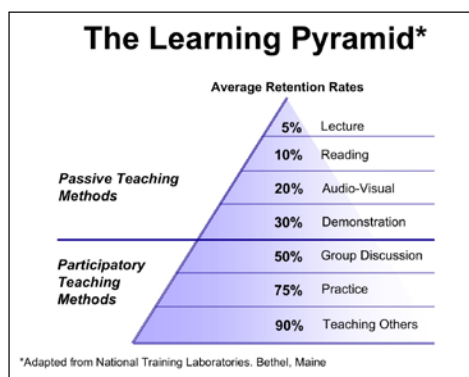 The Learning Pyramid*
Average Retention Rates
5% Lecture
10% Reading
Passive Teaching
Methods
20% Audio-Visual
30% Demonstration
Participatory
Teaching
Methods
50% Group Discussion
75% Practice
90% Teaching Others
*Adapted from National Training Laboratories. Bethel, Maine